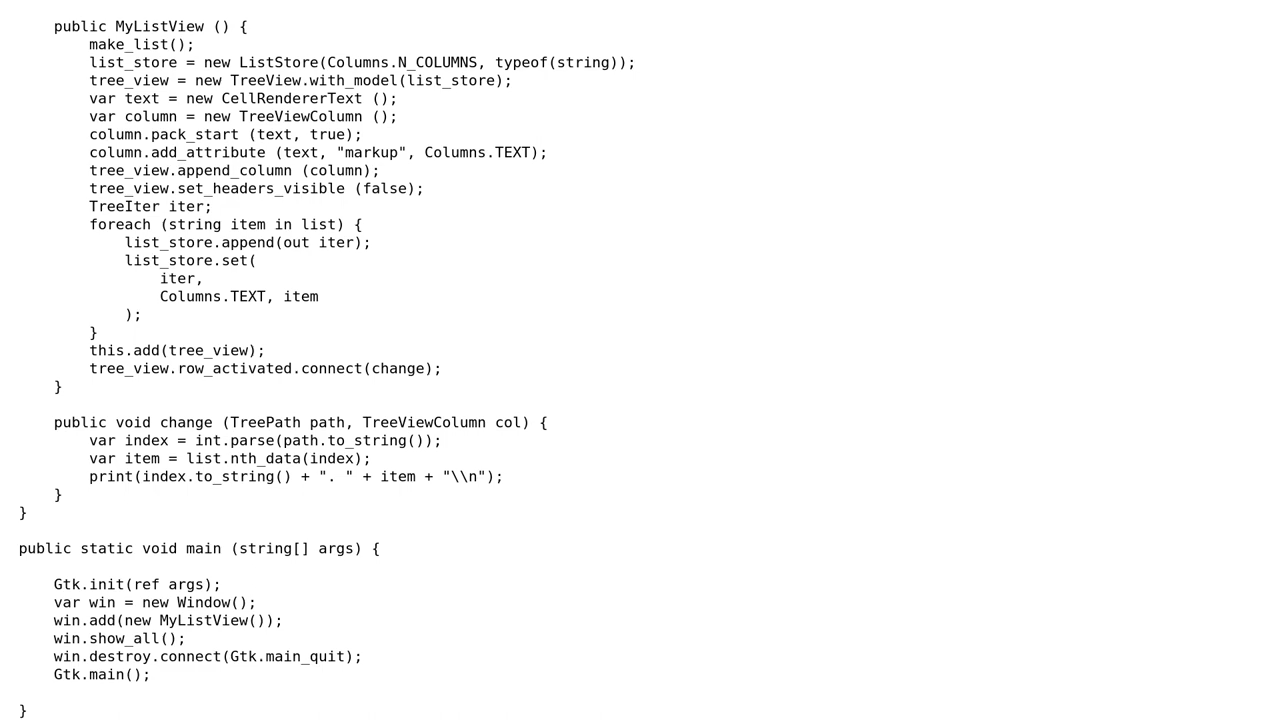 public MyListView () {
        make_list();
        list_store = new ListStore(Columns.N_COLUMNS, typeof(string));
        tree_view = new TreeView.with_model(list_store);
        var text = new CellRendererText ();
        var column = new TreeViewColumn ();
        column.pack_start (text, true);
        column.add_attribute (text, "markup", Columns.TEXT);
        tree_view.append_column (column);
        tree_view.set_headers_visible (false);
        TreeIter iter;
        foreach (string item in list) {
            list_store.append(out iter);
            list_store.set(
                iter,
                Columns.TEXT, item
            );
        }
        this.add(tree_view);
        tree_view.row_activated.connect(change);
    }

    public void change (TreePath path, TreeViewColumn col) {
        var index = int.parse(path.to_string());
        var item = list.nth_data(index);
        print(index.to_string() + ". " + item + "\\n");
    }
}

public static void main (string[] args) {

    Gtk.init(ref args);
    var win = new Window();
    win.add(new MyListView());
    win.show_all();
    win.destroy.connect(Gtk.main_quit);
    Gtk.main();

}